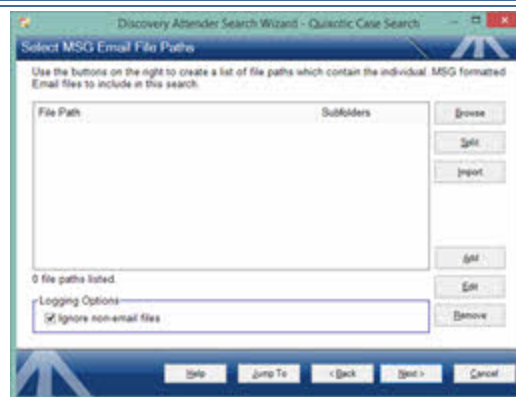 Discovery Attender Search Wizard - Quixotic Case Search
Select MSG Email File Paths
Use the buttons on the right to create a list of file paths which contain the individual .MSG formatted
Email files to include in this search.
File Path Subfolders
Browse
Split
Import
Add
0 file paths listed.
Edit
Logging Options
Ignore non-email files
Remove
Help Jump To < Back Next > Cancel